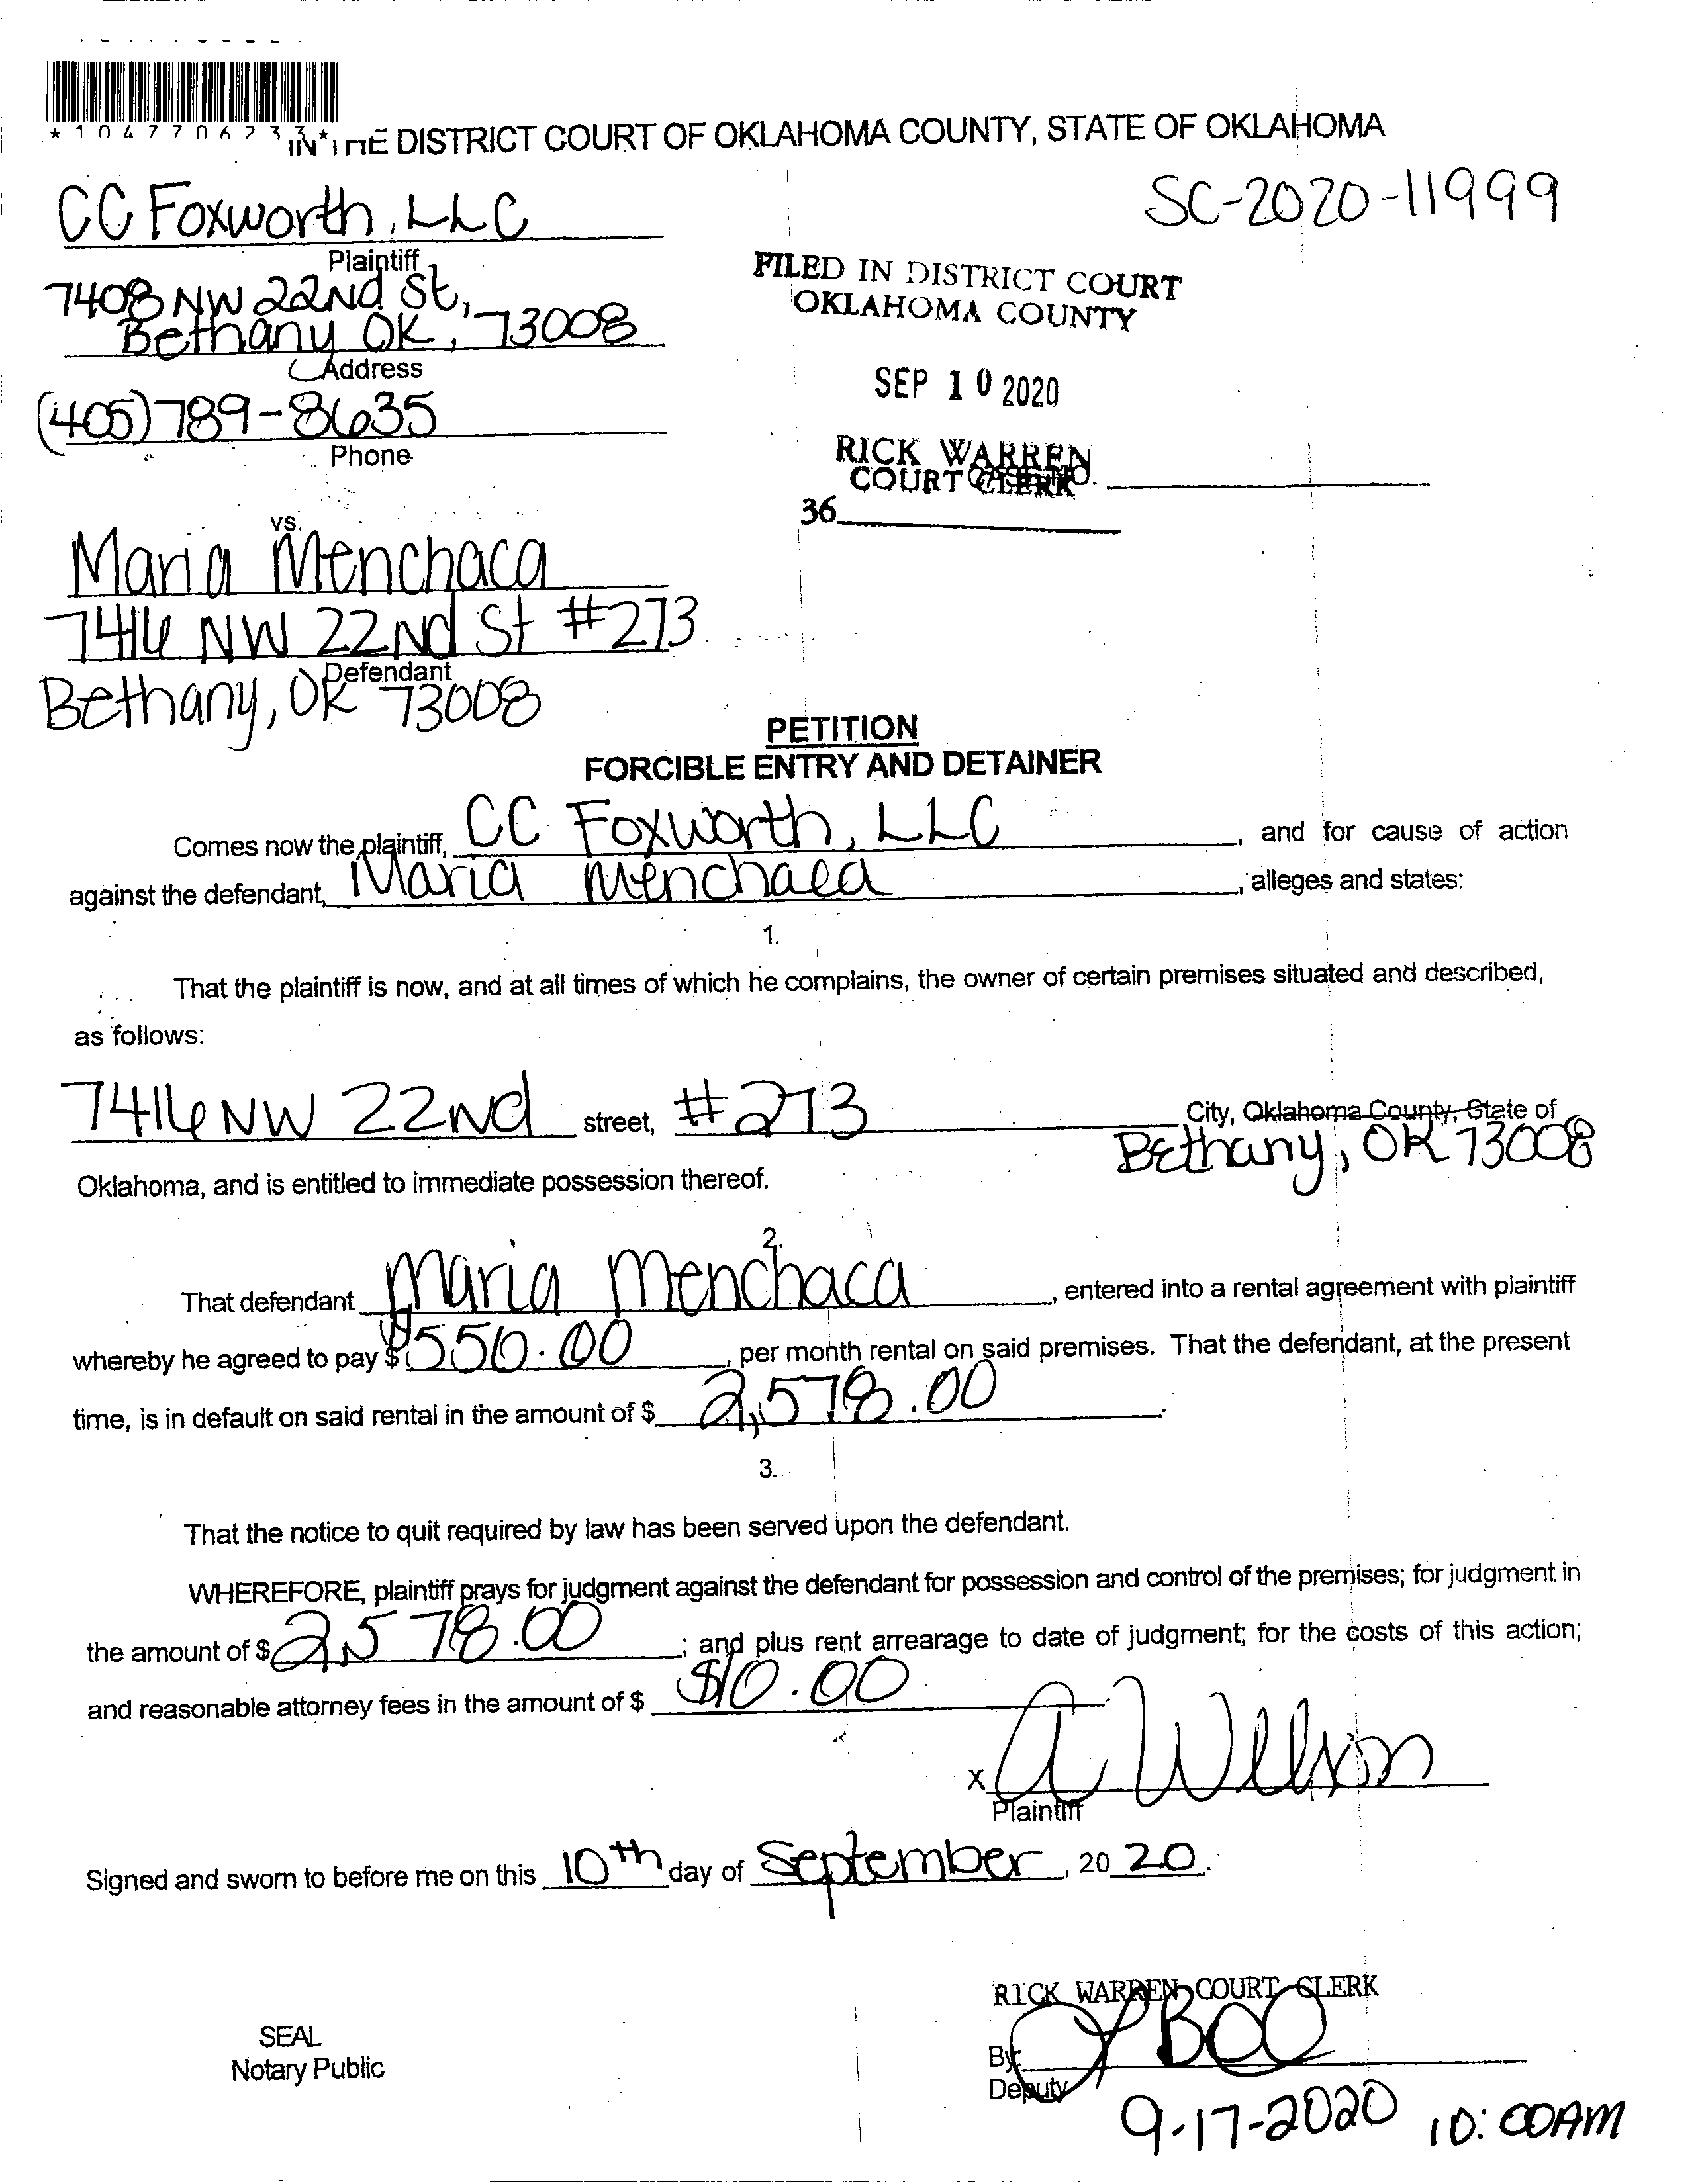 *1047706233*
IN THE DISTRICT COURT OF OKLAHOMA COUNTY, STATE OF OKLAHOMA
CC Foxworth, LLC
Plaintiff
SC-2020-11999
7408 NW 22nd St,
Bethany OK, 73008
Address
FILED IN DISTRICT COURT
OKLAHOMA COUNTY
SEP 10 2020
(405)789-8635
Phone
RICK WARREN
COURT CLERK
CASE NO.
36
vs.
Maria Menchaca
7416 NW 22nd St #273
Defendant
Bethany, OK 73008
PETITION
FORCIBLE ENTRY AND DETAINER
Comes now the plaintiff, CC Foxworth, LLC, and for cause of action
against the defendant, Maria Menchaca, alleges and states:
1.
That the plaintiff is now, and at all times of which he complains, the owner of certain premises situated and described,
as follows:
7416 NW 22nd street, #273 City, Oklahoma County, State of
Bethany, OK 73008
Oklahoma, and is entitled to immediate possession thereof.
2.
That defendant Maria Menchaca, entered into a rental agreement with plaintiff
whereby he agreed to pay $ $550.00, per month rental on said premises. That the defendant, at the present
time, is in default on said rental in the amount of $ 2,578.00.
3.
That the notice to quit required by law has been served upon the defendant.
WHEREFORE, plaintiff prays for judgment against the defendant for possession and control of the premises; for judgment in
the amount of $ 2,578.00; and plus rent arrearage to date of judgment; for the costs of this action;
and reasonable attorney fees in the amount of $ $10.00.
x A Wilson
Plaintiff
Signed and sworn to before me on this 10th day of September, 2020.
RICK WARREN COURT CLERK
SEAL
Notary Public
By:
Deputy
9-17-2020 10:00AM